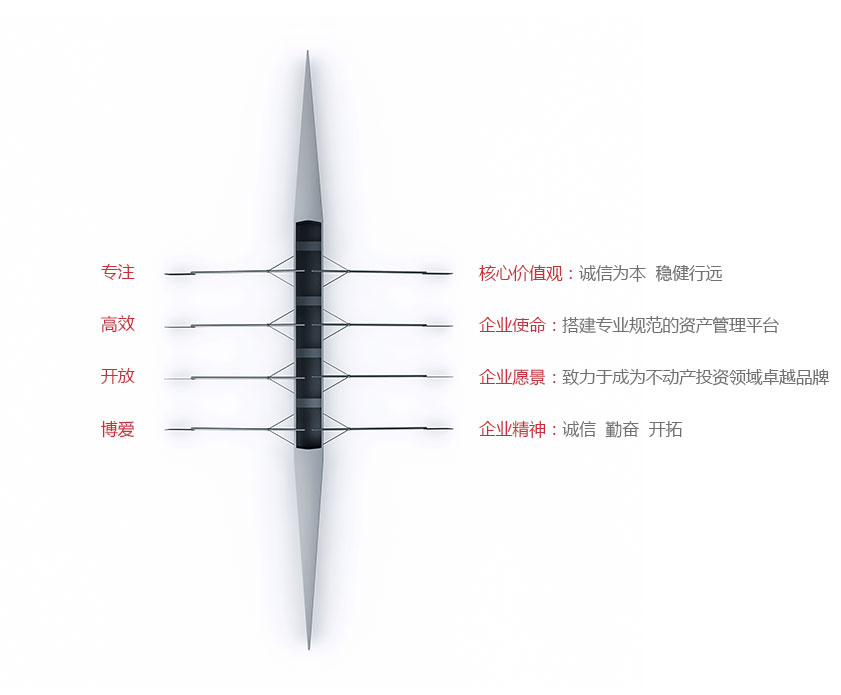 专注
核心价值观：诚信为本 稳健行远
高效
企业使命：搭建专业规范的资产管理平台
开放
企业愿景：致力于成为不动产投资领域卓越品牌
博爱
企业精神：诚信 勤奋 开拓